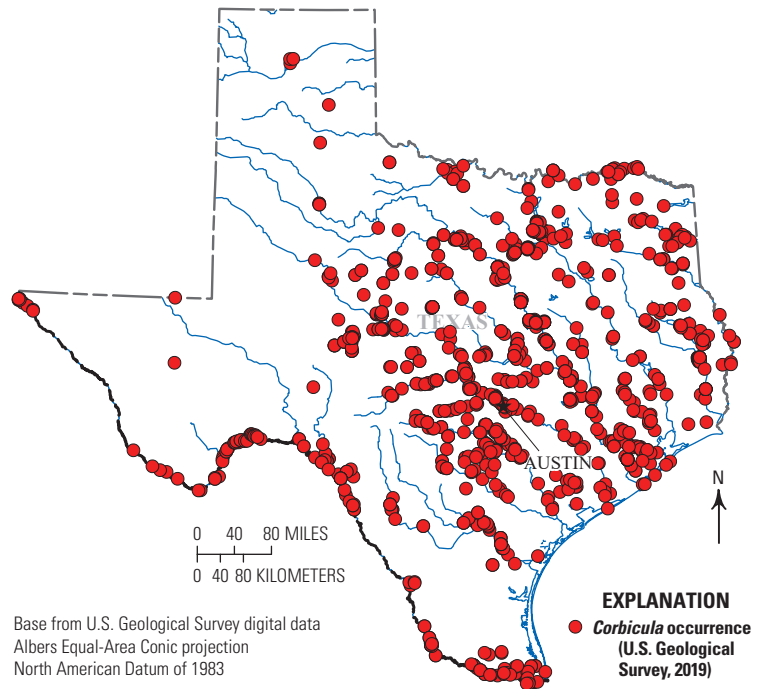 TEXAS
AUSTIN
N
0 40 80 MILES
0 40 80 KILOMETERS
Base from U.S. Geological Survey digital data
Albers Equal-Area Conic projection
North American Datum of 1983
EXPLANATION
Corbicula occurrence
(U.S. Geological
Survey, 2019)